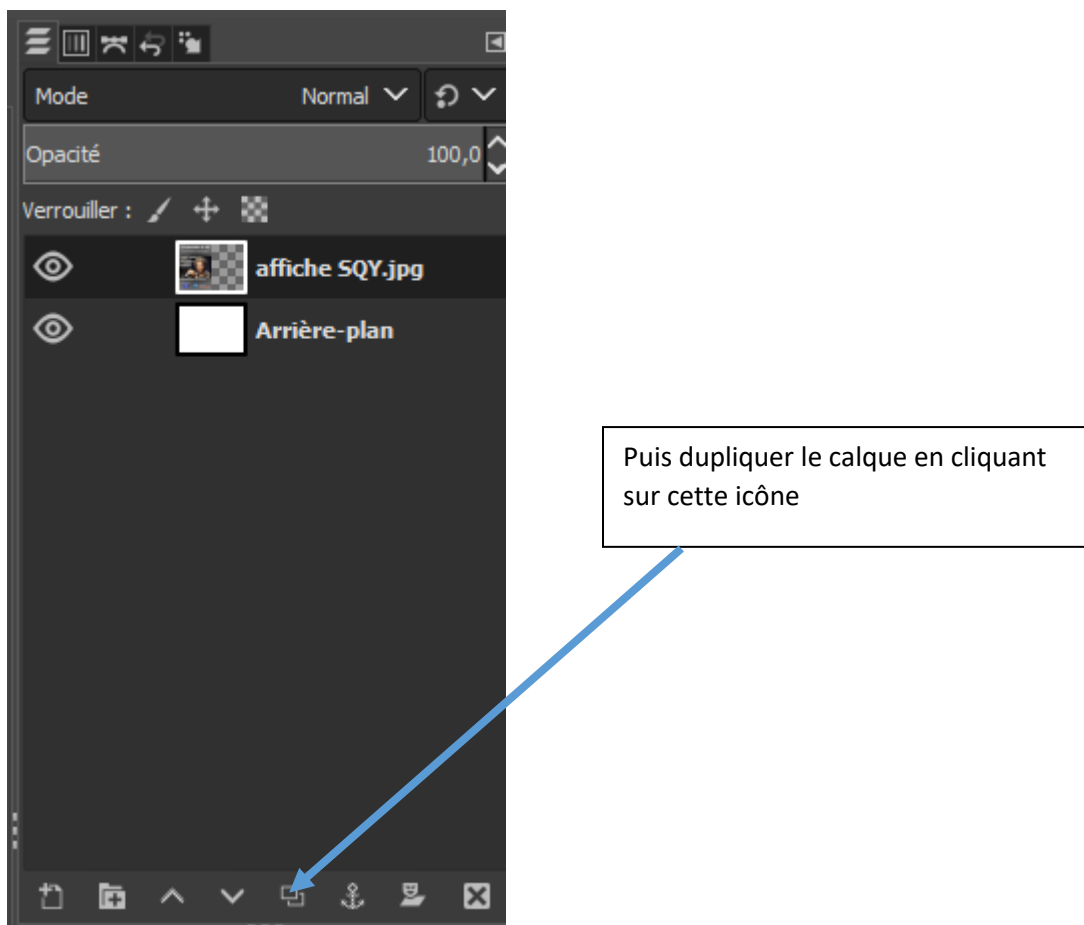 Mode Normal
Opacité 100,0
Verrouiller :
affiche SQY.jpg
Arrière-plan
Puis dupliquer le calque en cliquant
sur cette icône